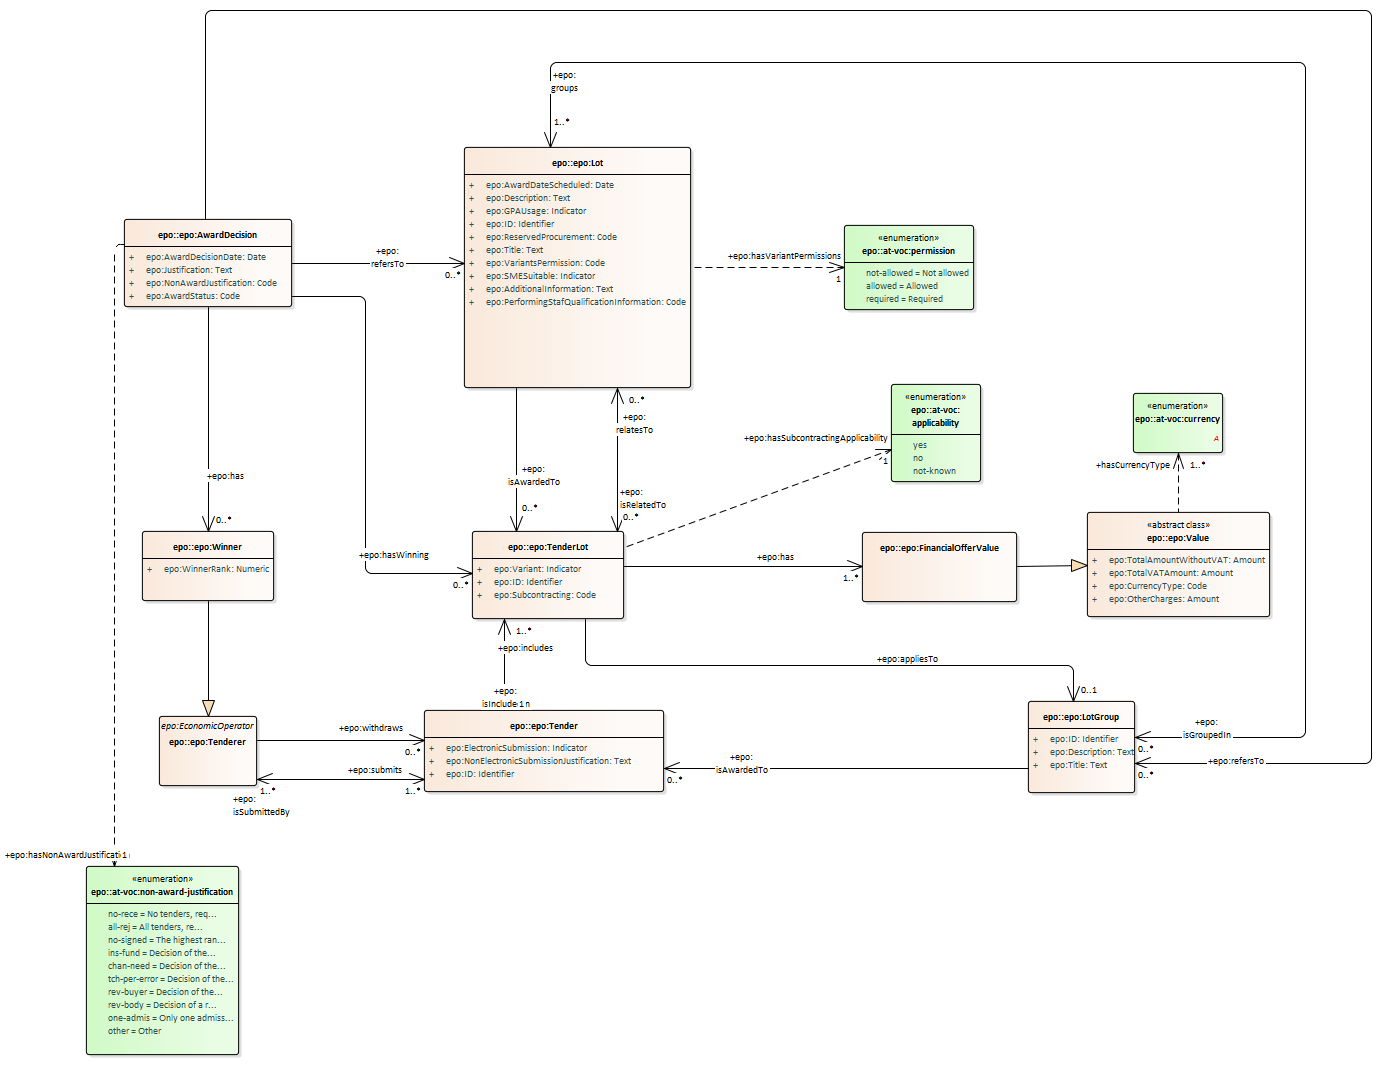 +epo:
groups
1..*
epo::epo:Lot
+ epo:AwardDateScheduled: Date
+ epo:Description: Text
+ epo:GPAUsage: Indicator
+ epo:ID: Identifier
+ epo:ReservedProcurement: Code
+ epo:Title: Text
+ epo:VariantsPermission: Code
+ epo:SMESuitable: Indicator
+ epo:AdditionalInformation: Text
+ epo:PerformingStafQualificationInformation: Code
epo::epo:AwardDecision
+ epo:AwardDecisionDate: Date
+ epo:Justification: Text
+ epo:NonAwardJustification: Code
+ epo:AwardStatus: Code
+epo:
refersTo
0..*
+epo:hasVariantPermissions
1
«enumeration»
epo::at-voc:permission
not-allowed = Not allowed
allowed = Allowed
required = Required
0..*
+epo:
relatesTo
+epo:
isAwardedTo
0..*
+epo:
isRelatedTo
0..*
+epo:hasSubcontractingApplicability
1
«enumeration»
epo::at-voc:
applicability
yes
no
not-known
«enumeration»
epo::at-voc:currency
A
+hasCurrencyType
1..*
+epo:has
0..*
epo::epo:Winner
+ epo:WinnerRank: Numeric
+epo:hasWinning
0..*
epo::epo:TenderLot
+ epo:Variant: Indicator
+ epo:ID: Identifier
+ epo:Subcontracting: Code
+epo:has
1..*
epo::epo:FinancialOfferValue
«abstract class»
epo::epo:Value
+ epo:TotalAmountWithoutVAT: Amount
+ epo:TotalVATAmount: Amount
+ epo:CurrencyType: Code
+ epo:OtherCharges: Amount
1..*
+epo:includes
+epo:
isInclude 1 n
+epo:appliesTo
0..1
epo:EconomicOperator
epo::epo:Tenderer
+epo:withdraws
0..*
+epo:submits
1..*
1..*
+epo:
isSubmittedBy
epo::epo:Tender
+ epo:ElectronicSubmission: Indicator
+ epo:NonElectronicSubmissionJustification: Text
+ epo:ID: Identifier
+epo:
isAwardedTo
0..*
epo::epo:LotGroup
+ epo:ID: Identifier
+ epo:Description: Text
+ epo:Title: Text
+epo:
isGroupedIn
0..*
+epo:refersTo
0..*
+epo:hasNonAwardJustificati 1
«enumeration»
epo::at-voc:non-award-justification
no-rece = No tenders, req...
all-rej = All tenders, re...
no-signed = The highest ran...
ins-fund = Decision of the...
chan-need = Decision of the...
tch-per-error = Decision of the...
rev-buyer = Decision of the...
rev-body = Decision of a r...
one-admis = Only one admiss...
other = Other